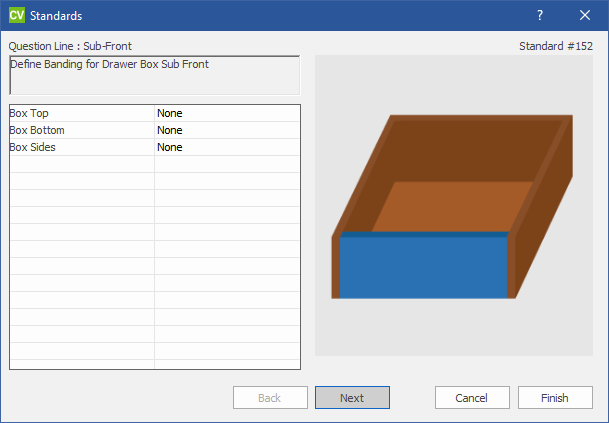 CV Standards ?
Question Line : Sub-Front Standard #152
Define Banding for Drawer Box Sub Front
Box Top None
Box Bottom None
Box Sides None
Back Next Cancel Finish